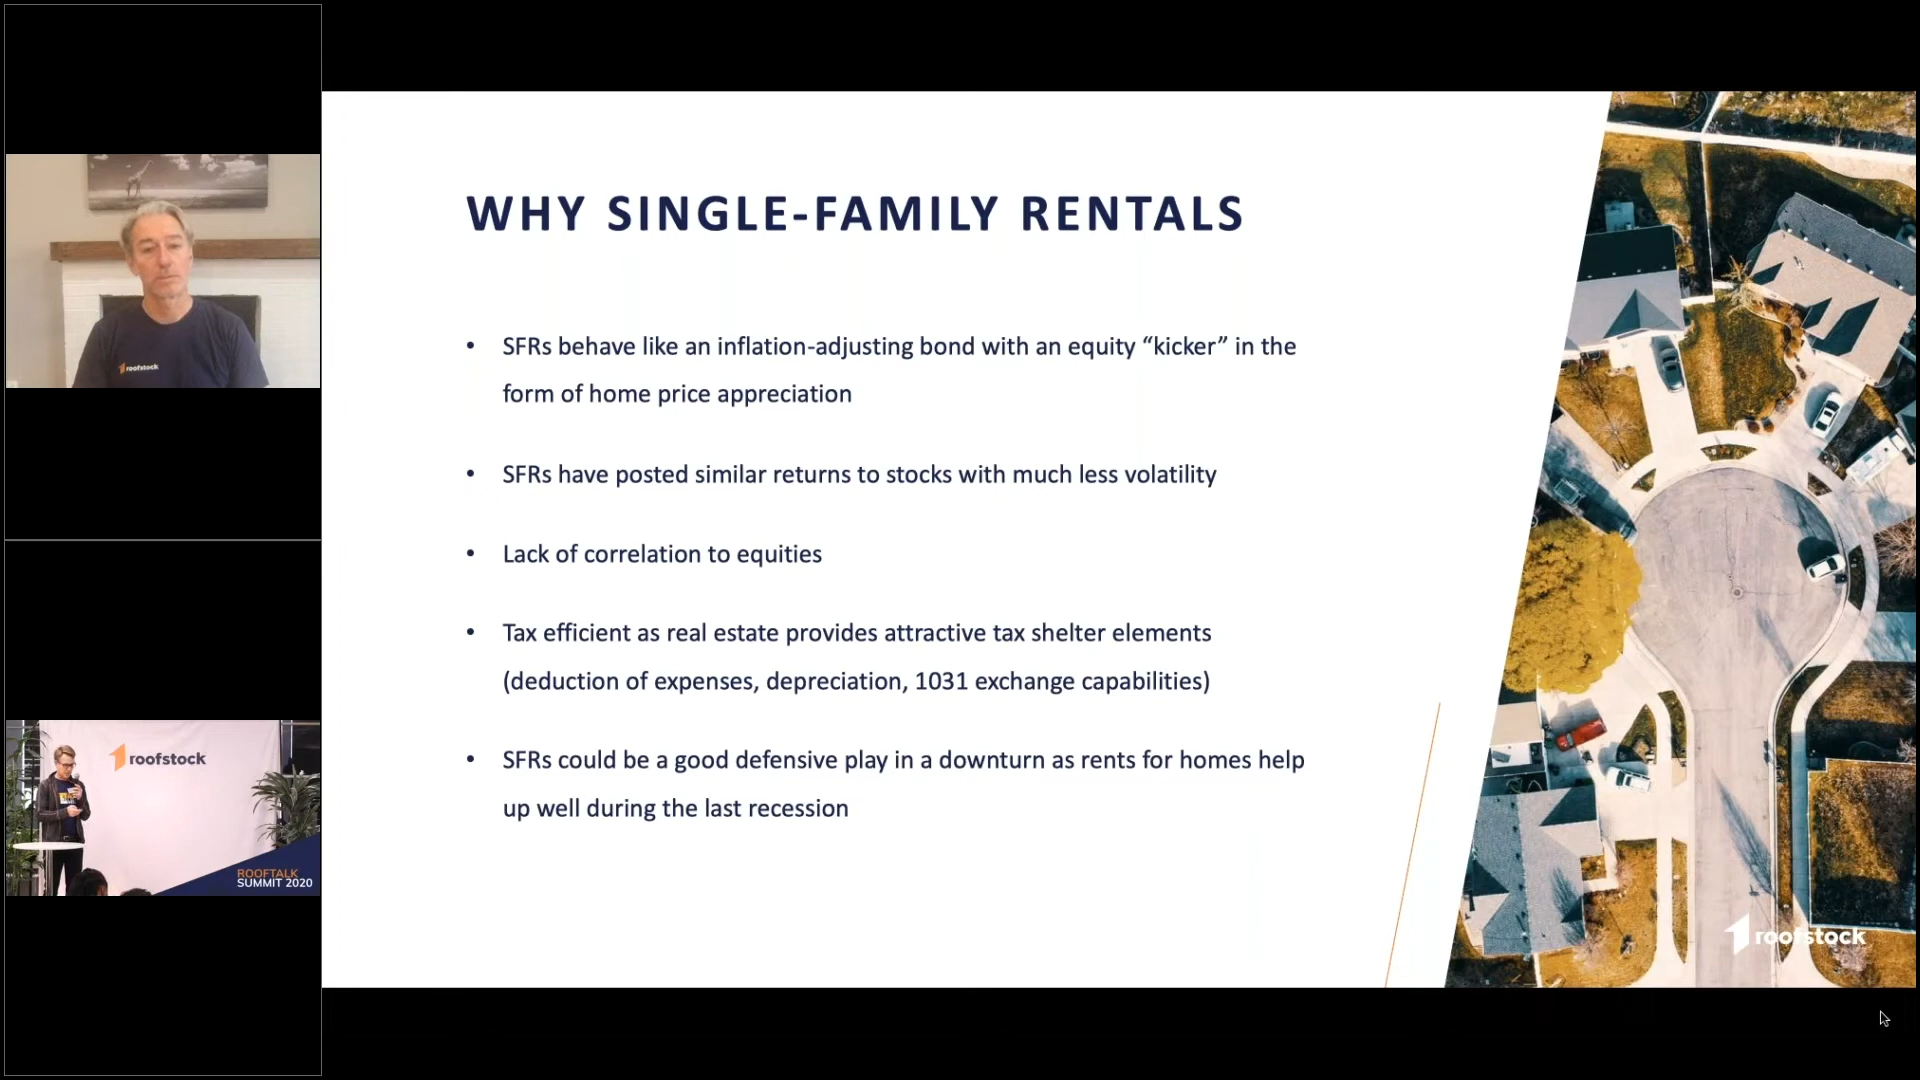 WHY SINGLE-FAMILY RENTALS
• SFRs behave like an inflation-adjusting bond with an equity “kicker” in the
form of home price appreciation
• SFRs have posted similar returns to stocks with much less volatility
• Lack of correlation to equities
• Tax efficient as real estate provides attractive tax shelter elements
(deduction of expenses, depreciation, 1031 exchange capabilities)
• SFRs could be a good defensive play in a downturn as rents for homes help
up well during the last recession
roofstock
roofstock
roofstock
ROOFTALK
SUMMIT 2020